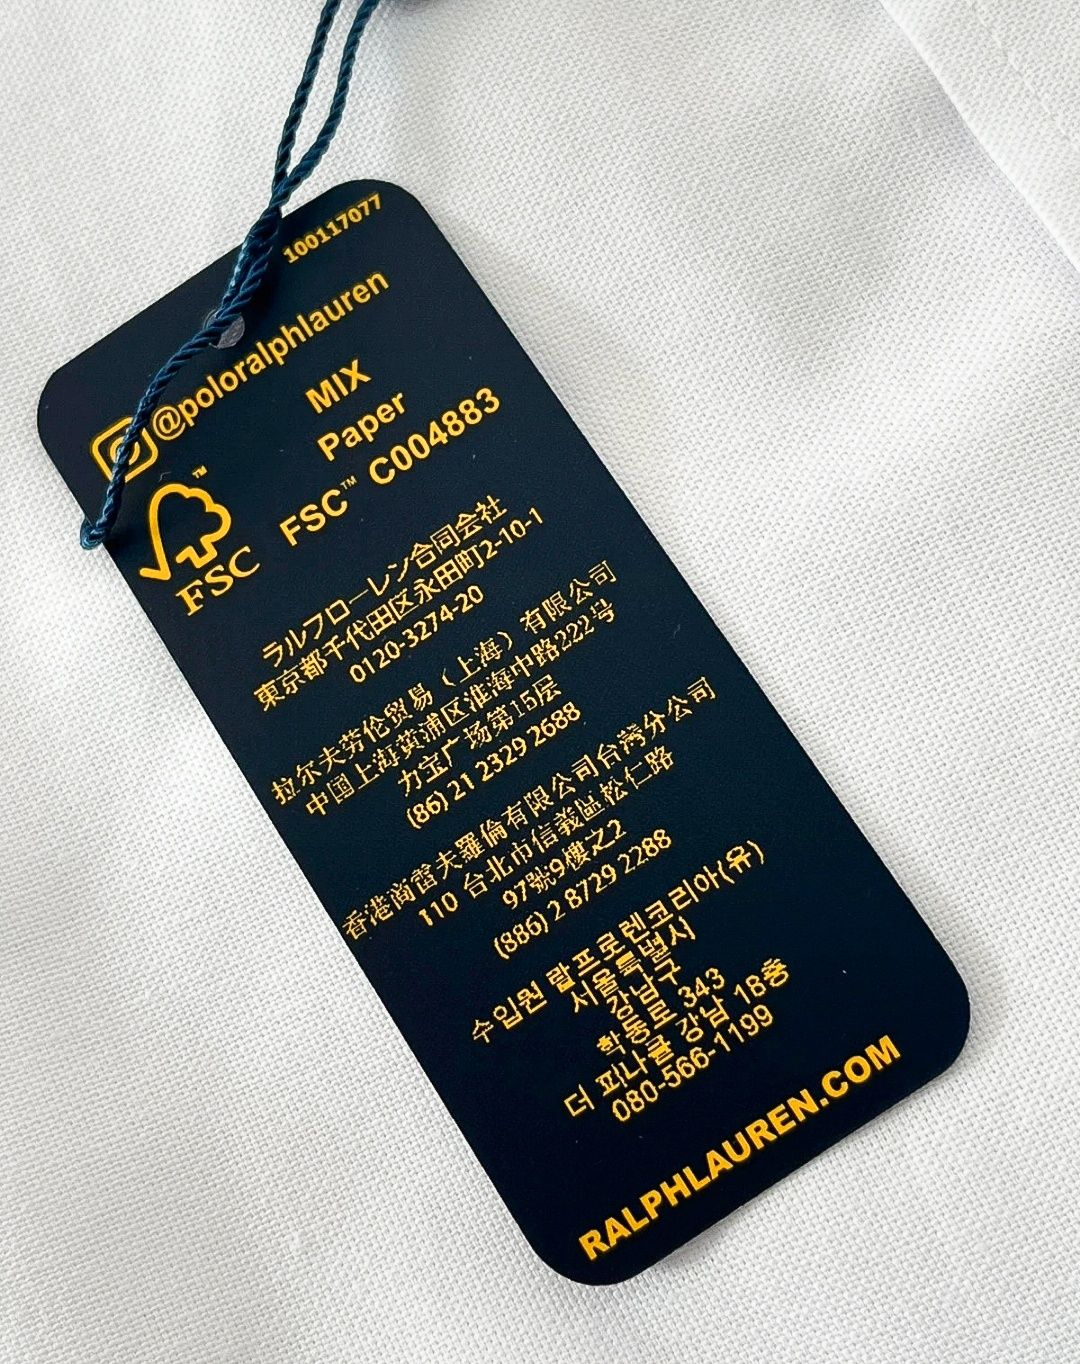 100117077
@poloralphlauren
MIX
Paper
FSC™ C004883
™
FSC
ラルフローレン合同会社
東京都千代田区永田町2-10-1
0120-3274-20
拉尔夫劳伦贸易（上海）有限公司
中国上海黄浦区淮海中路222号
力宝广场第15层
(86) 21 2329 2688
香港商雷夫羅倫有限公司台灣分公司
110 台北市信義區松仁路
97號9樓之2
(886) 2 8729 2288
수입원 랄프로렌코리아(유)
서울특별시
강남구
학동로 343
더 피나클 강남 18층
080-566-1199
RALPHLAUREN.COM